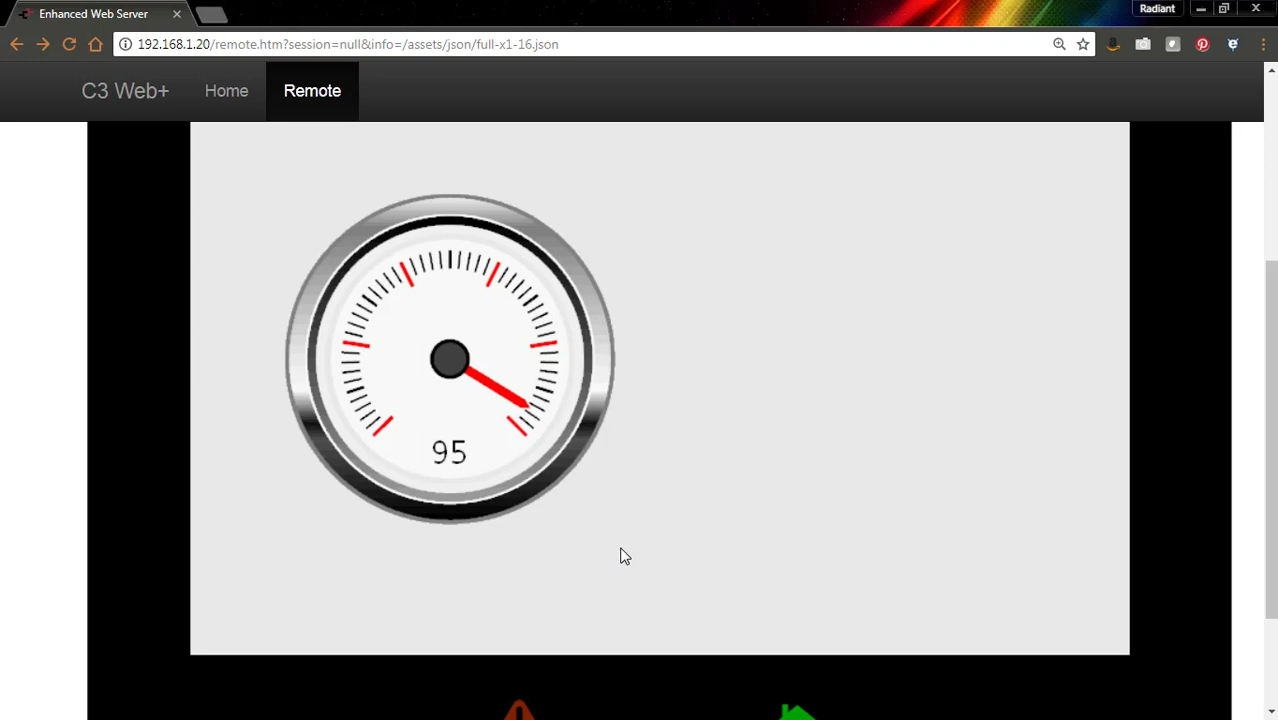 Enhanced Web Server
Radiant
192.168.1.20/remote.htm?session=null&info=/assets/json/full-x1-16.json
C3 Web+ Home Remote
95